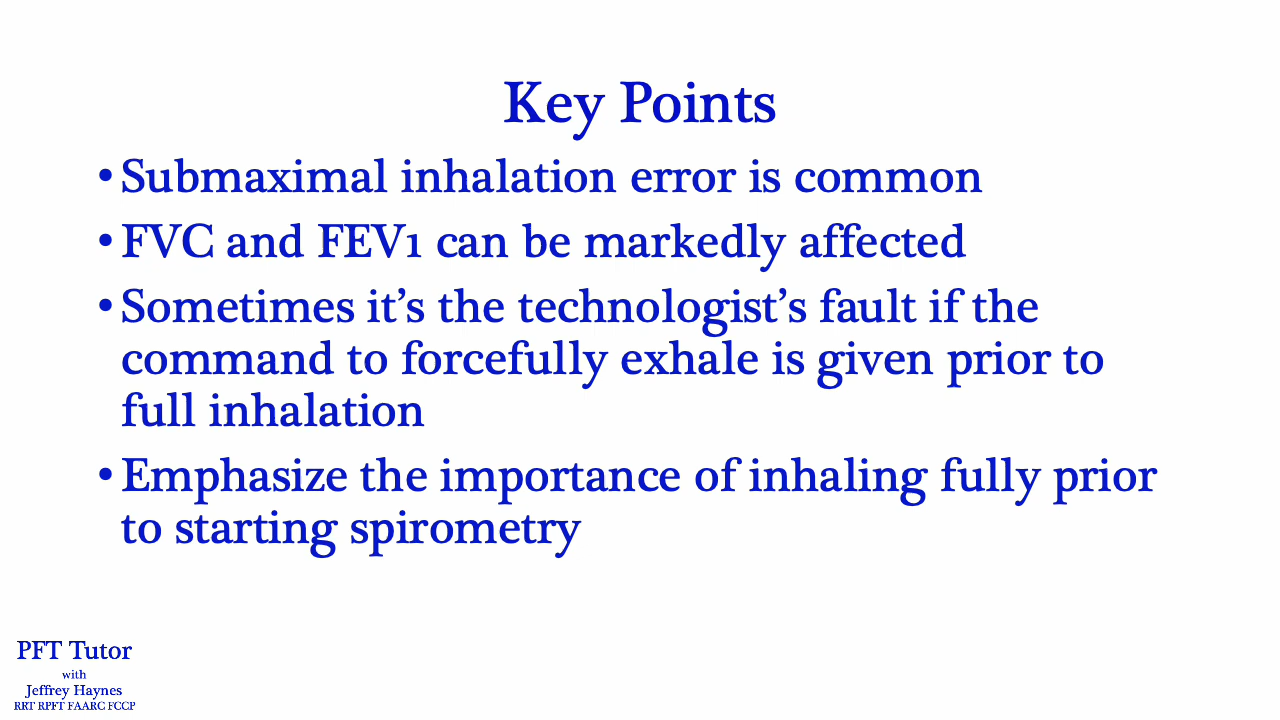 Key Points
•Submaximal inhalation error is common
•FVC and FEV1 can be markedly affected
•Sometimes it’s the technologist’s fault if the
command to forcefully exhale is given prior to
full inhalation
•Emphasize the importance of inhaling fully prior
to starting spirometry
PFT Tutor
with
Jeffrey Haynes
RRT RPFT FAARC FCCP